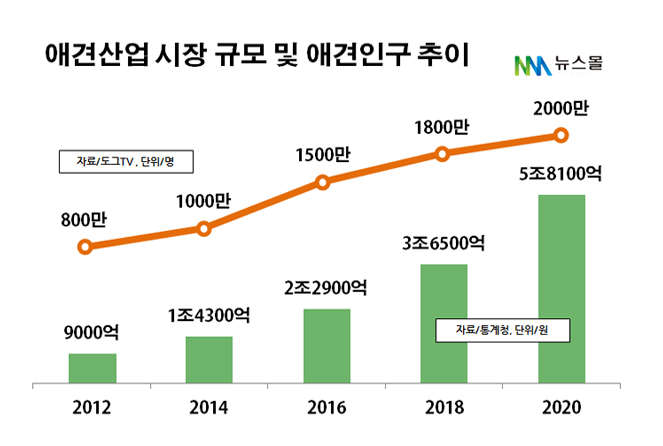 애견산업 시장 규모 및 애견인구 추이
뉴스몰
자료/도그TV, 단위/명
800만
1000만
1500만
1800만
2000만
9000억
1조4300억
2조2900억
3조6500억
5조8100억
자료/통계청, 단위/원
2012
2014
2016
2018
2020